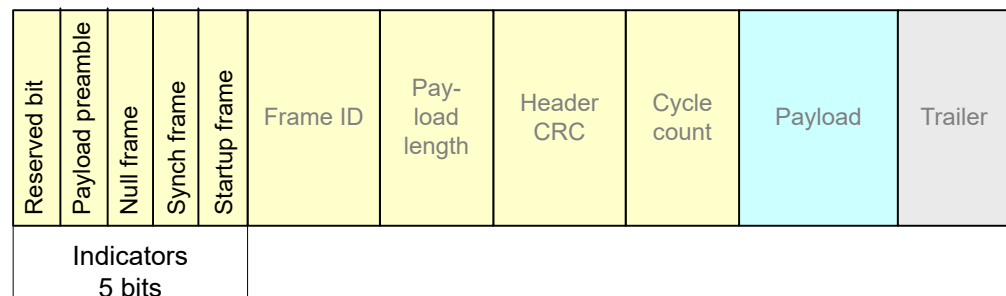 Reserved bit
Payload preamble
Null frame
Synch frame
Startup frame
Frame ID
Pay-
load
length
Header
CRC
Cycle
count
Payload
Trailer
Indicators
5 bits